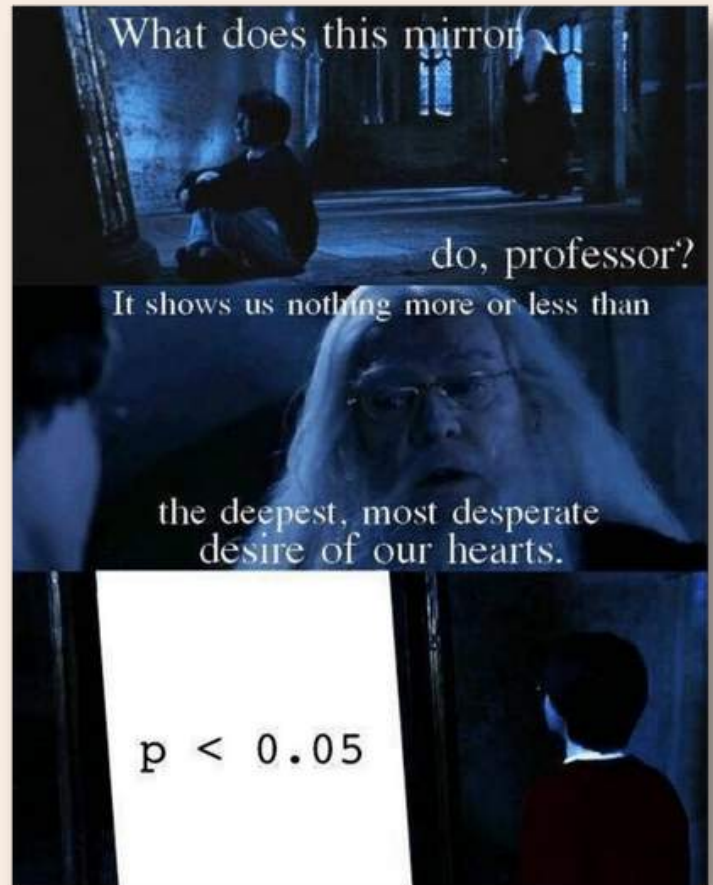 What does this mirror
do, professor?
It shows us nothing more or less than
the deepest, most desperate
desire of our hearts.
p < 0.05